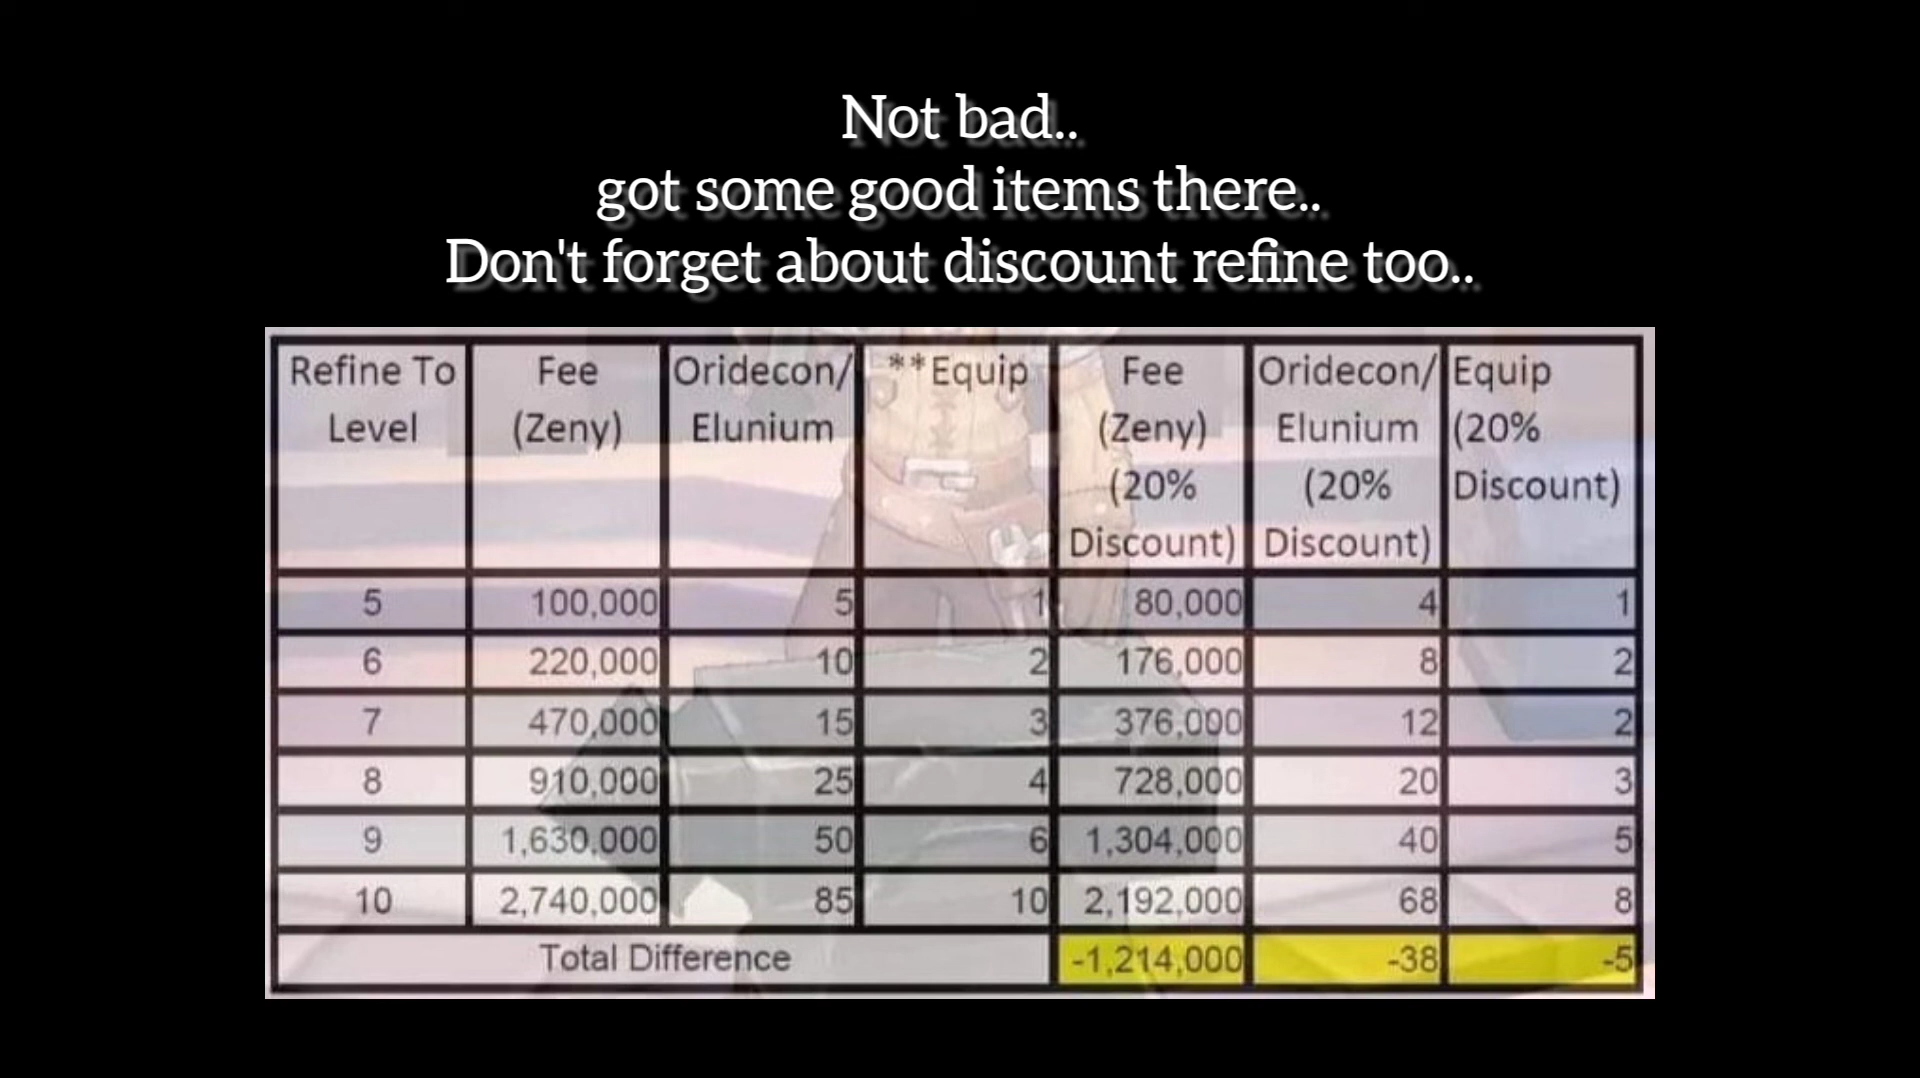 Not bad..
got some good items there..
Don't forget about discount refine too..
Refine To Level | Fee (Zeny) | Oridecon/ Elunium | **Equip | Fee (Zeny) (20% Discount) | Oridecon/ Elunium (20% Discount) | Equip (20% Discount)
5 | 100,000 | 5 | 1 | 80,000 | 4 | 1
6 | 220,000 | 10 | 2 | 176,000 | 8 | 2
7 | 470,000 | 15 | 3 | 376,000 | 12 | 2
8 | 910,000 | 25 | 4 | 728,000 | 20 | 3
9 | 1,630,000 | 50 | 6 | 1,304,000 | 40 | 5
10 | 2,740,000 | 85 | 10 | 2,192,000 | 68 | 8
Total Difference | -1,214,000 | -38 | -5